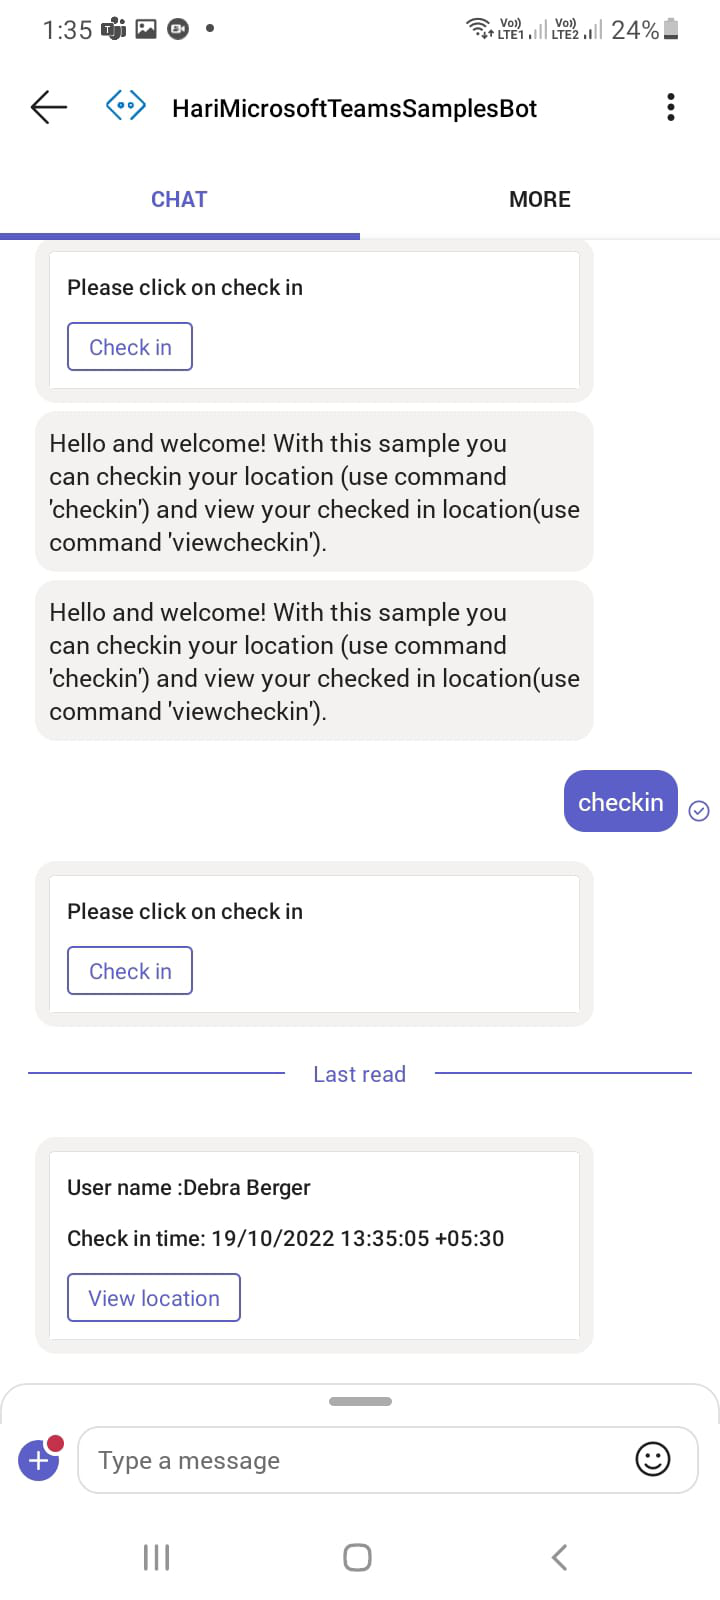 1:35
Vo)) LTE1 Vo)) LTE2 24%
HariMicrosoftTeamsSamplesBot
CHAT MORE
Please click on check in
Check in
Hello and welcome! With this sample you
can checkin your location (use command
'checkin') and view your checked in location(use
command 'viewcheckin').
Hello and welcome! With this sample you
can checkin your location (use command
'checkin') and view your checked in location(use
command 'viewcheckin').
checkin
Please click on check in
Check in
Last read
User name :Debra Berger
Check in time: 19/10/2022 13:35:05 +05:30
View location
Type a message